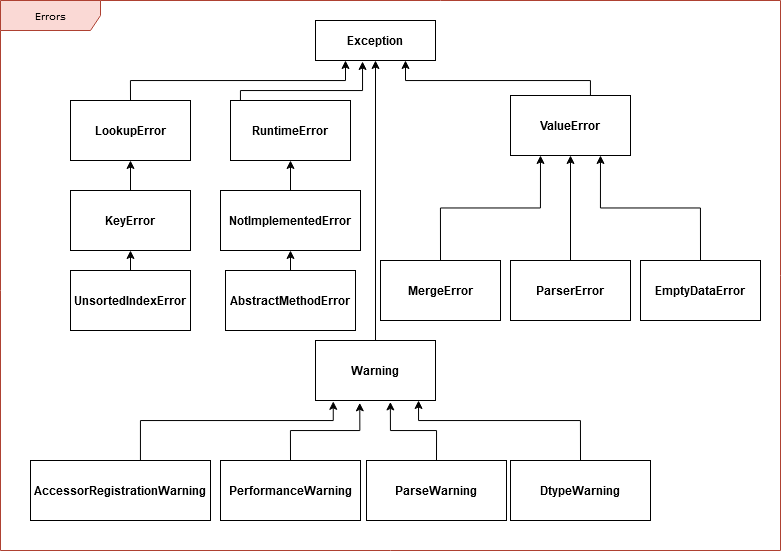 Errors
Exception
LookupError
RuntimeError
ValueError
KeyError
NotImplementedError
UnsortedIndexError
AbstractMethodError
MergeError
ParserError
EmptyDataError
Warning
AccessorRegistrationWarning
PerformanceWarning
ParseWarning
DtypeWarning